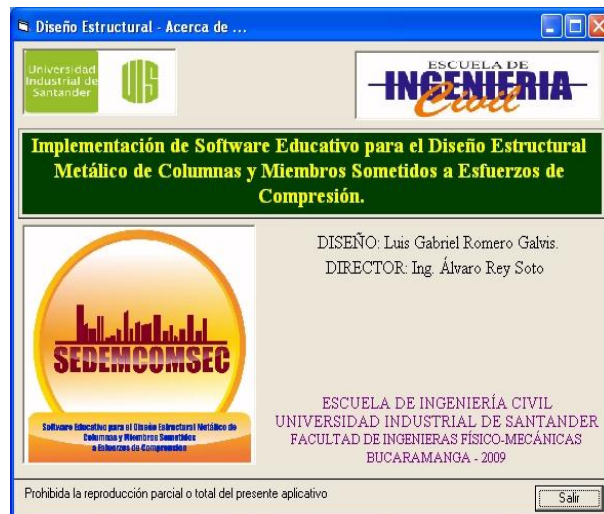 Diseño Estructural - Acerca de ...
Universidad
Industrial de
Santander
UIS
ESCUELA DE
INGENIERIA
Civil
Implementación de Software Educativo para el Diseño Estructural
Metálico de Columnas y Miembros Sometidos a Esfuerzos de
Compresión.
DISEÑO: Luis Gabriel Romero Galvis.
DIRECTOR: Ing. Álvaro Rey Soto
SEDEMCOMSEC
Software Educativo para el Diseño Estructural Metálico de
Columnas y Miembros Sometidos
a Esfuerzos de Compresion
ESCUELA DE INGENIERÍA CIVIL
UNIVERSIDAD INDUSTRIAL DE SANTANDER
FACULTAD DE INGENIERAS FÍSICO-MECÁNICAS
BUCARAMANGA - 2009
Prohibida la reproducción parcial o total del presente aplicativo
Salir